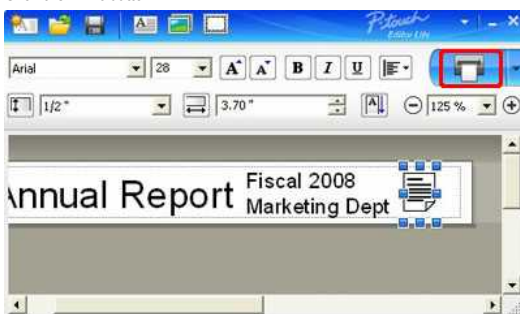 P-touch
Editor Lite
Arial
28
A A B I U
1/2 "
3.70 "
A
125 %
Annual Report
Fiscal 2008
Marketing Dept